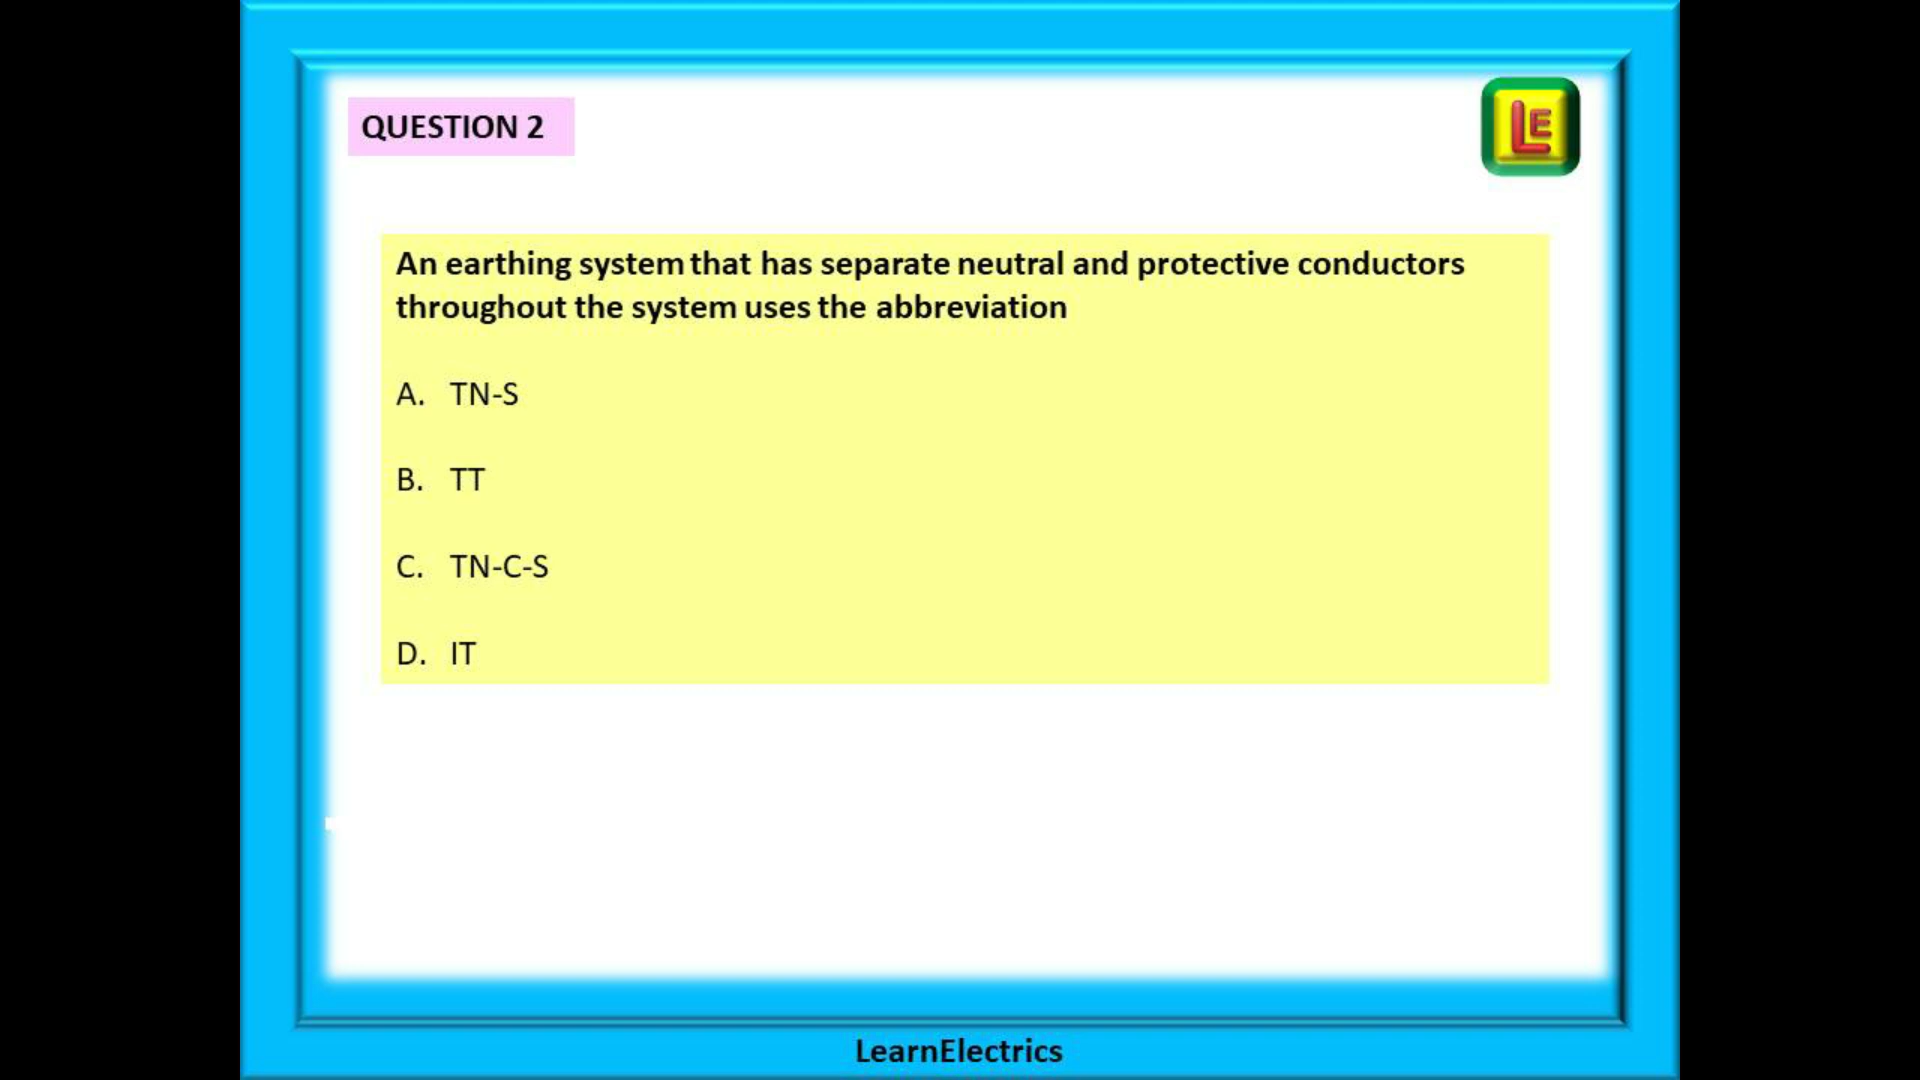 QUESTION 2
LE
An earthing system that has separate neutral and protective conductors
throughout the system uses the abbreviation
A. TN-S
B. TT
C. TN-C-S
D. IT
LearnElectrics